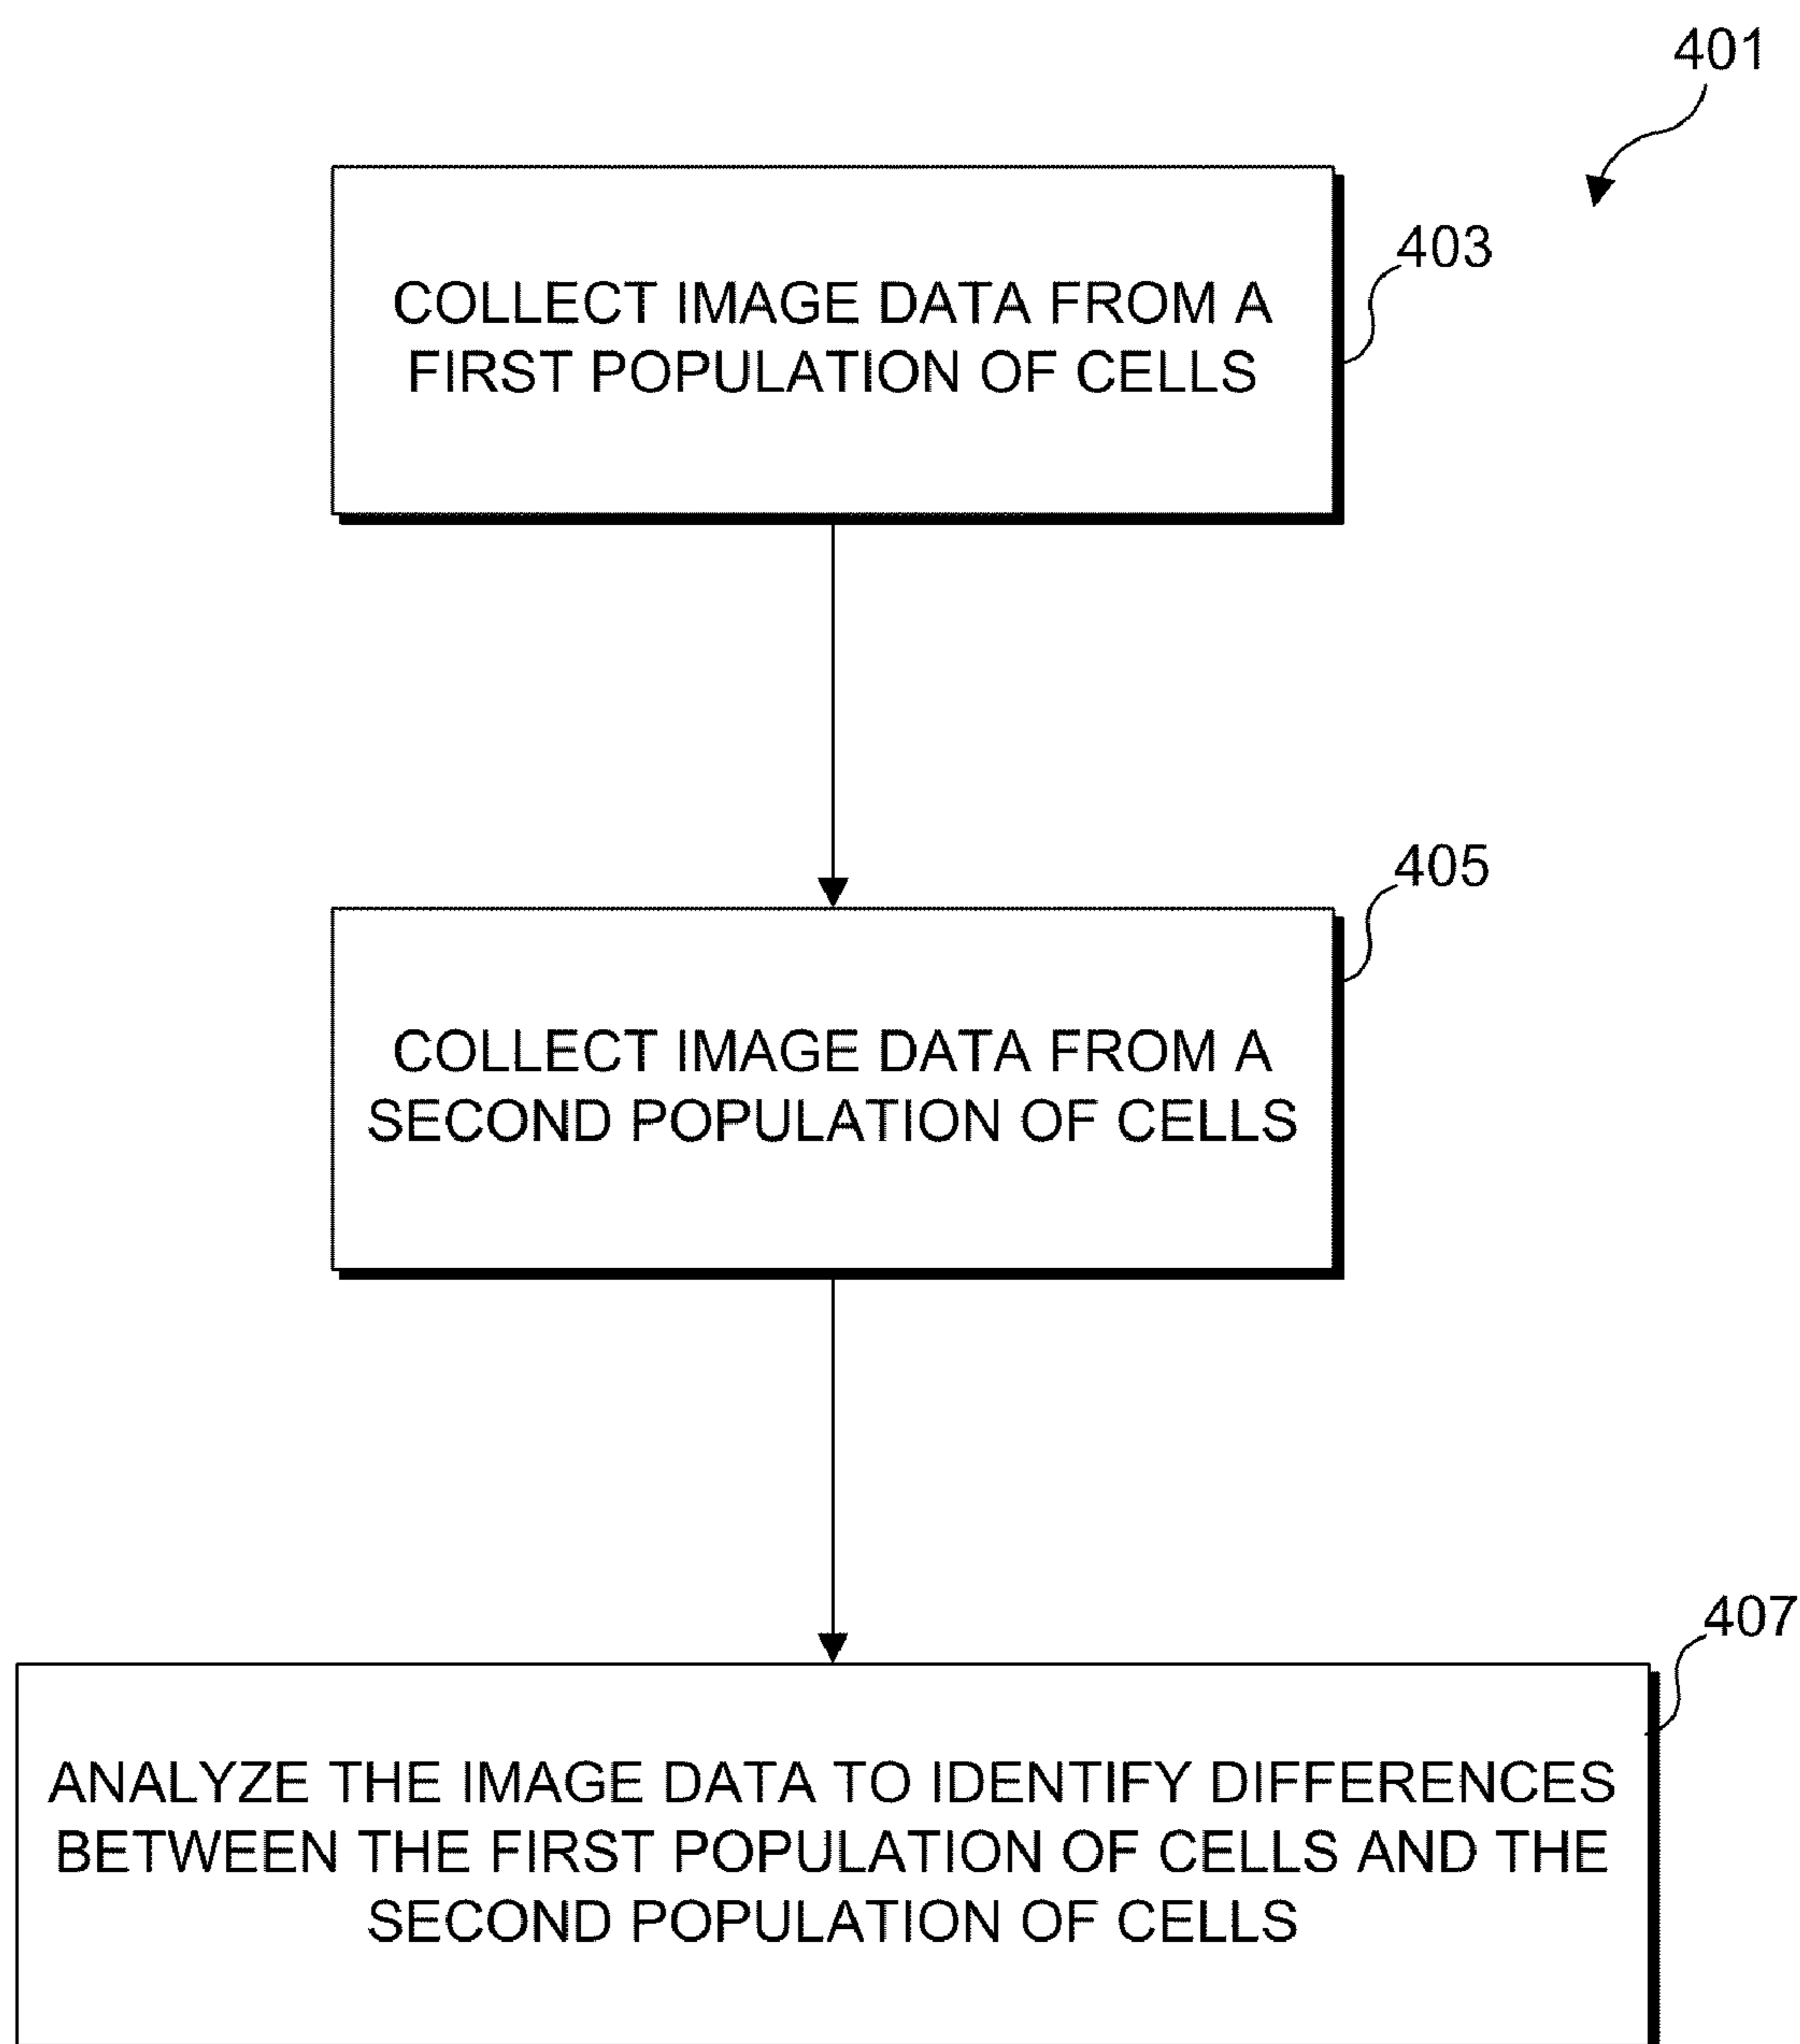 401
403
COLLECT IMAGE DATA FROM A
FIRST POPULATION OF CELLS
405
COLLECT IMAGE DATA FROM A
SECOND POPULATION OF CELLS
407
ANALYZE THE IMAGE DATA TO IDENTIFY DIFFERENCES
BETWEEN THE FIRST POPULATION OF CELLS AND THE
SECOND POPULATION OF CELLS